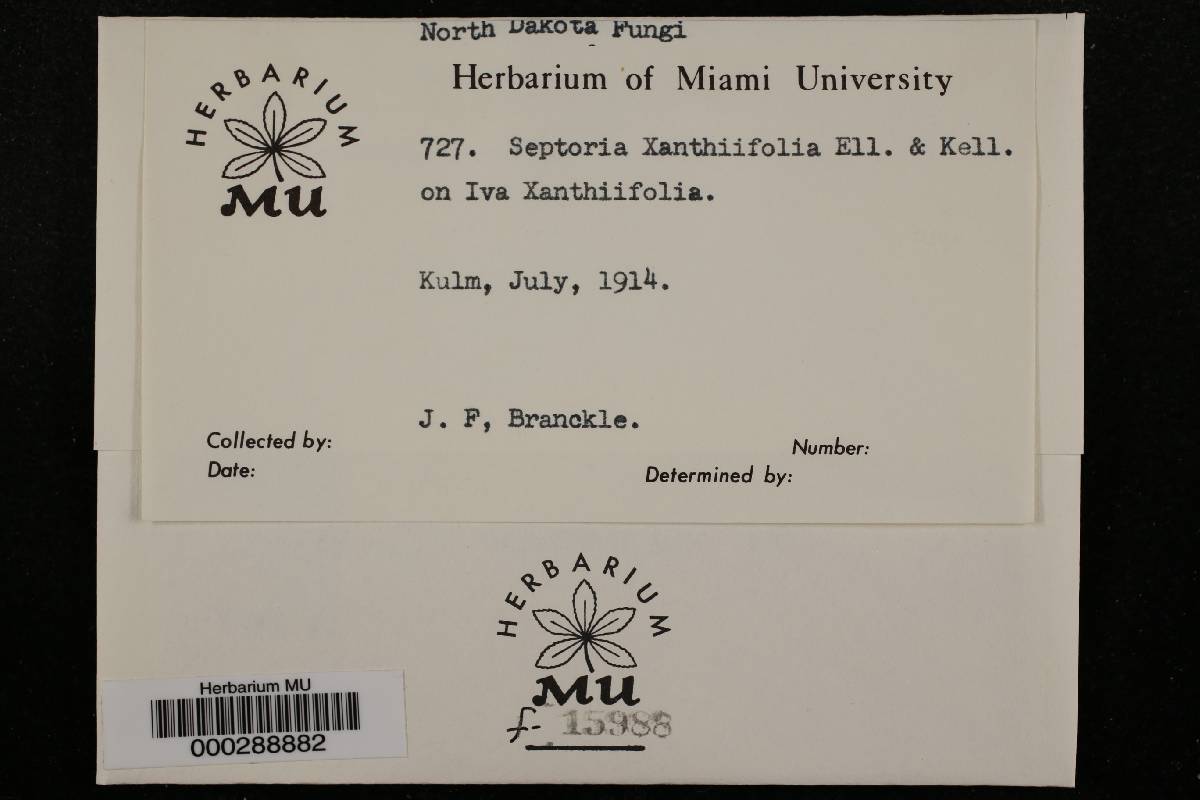 North Dakota Fungi
HERBARIUM
MU
Herbarium of Miami University
727. Septoria Xanthiifolia Ell. & Kell.
on Iva Xanthiifolia.
Kulm, July, 1914.
J. F, Branckle.
Collected by:
Number:
Date:
Determined by:
HERBARIUM
MU
f- 15988
Herbarium MU
000288882